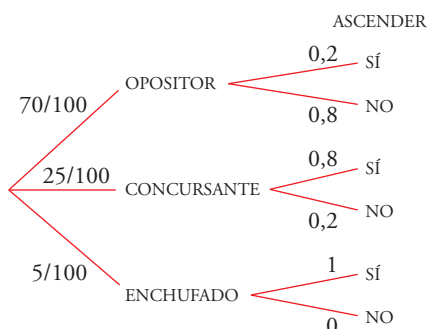 ASCENDER
0,2
SÍ
OPOSITOR
70/100
0,8
NO
0,8
SÍ
25/100
CONCURSANTE
0,2
NO
5/100
1
SÍ
ENCHUFADO
0
NO